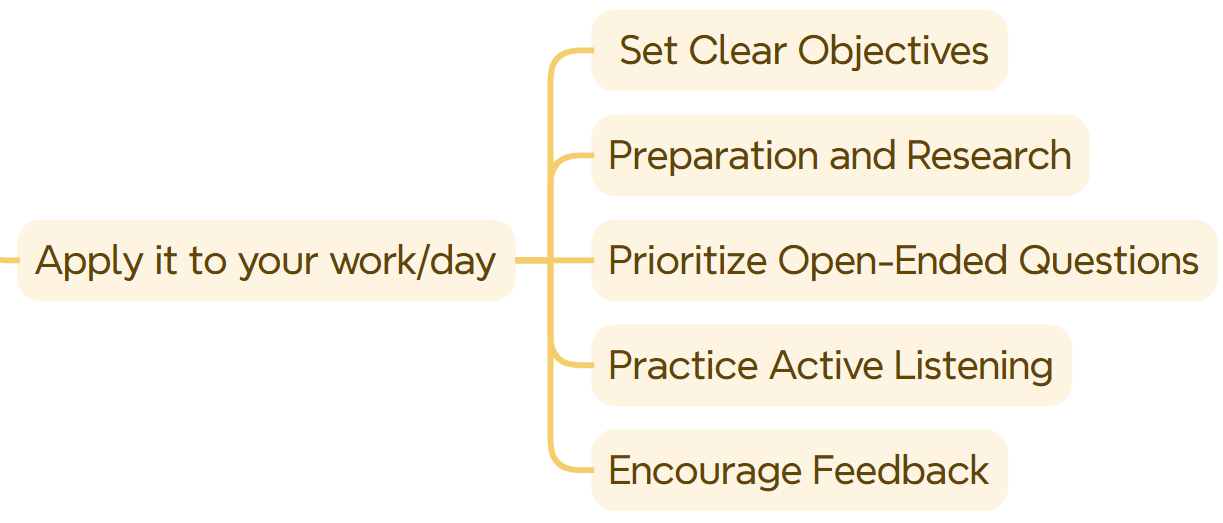 Set Clear Objectives
Preparation and Research
Apply it to your work/day
Prioritize Open-Ended Questions
Practice Active Listening
Encourage Feedback